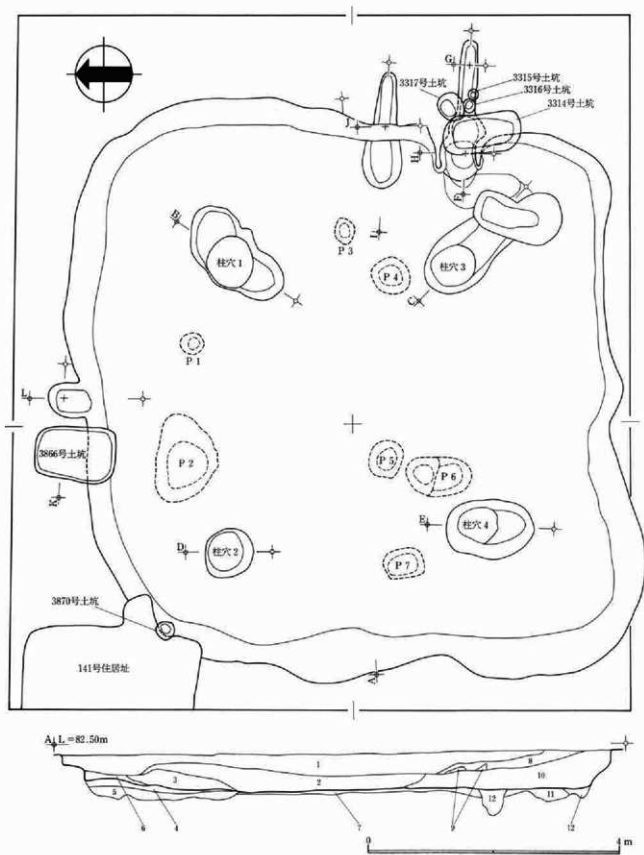 G
3315号土坑
3316号土坑
3317号土坑
3314号土坑
J
H
F
B
P 3
I
柱穴1
P 4
柱穴3
C
P 1
L
3866号土坑
P 2
P 5
P 6
K
E
柱穴4
D
柱穴2
P 7
3870号土坑
141号住居址
A
A L=82.50m
1
8
3
2
10
5
12
11
6
4
7
9
12
0
4 m